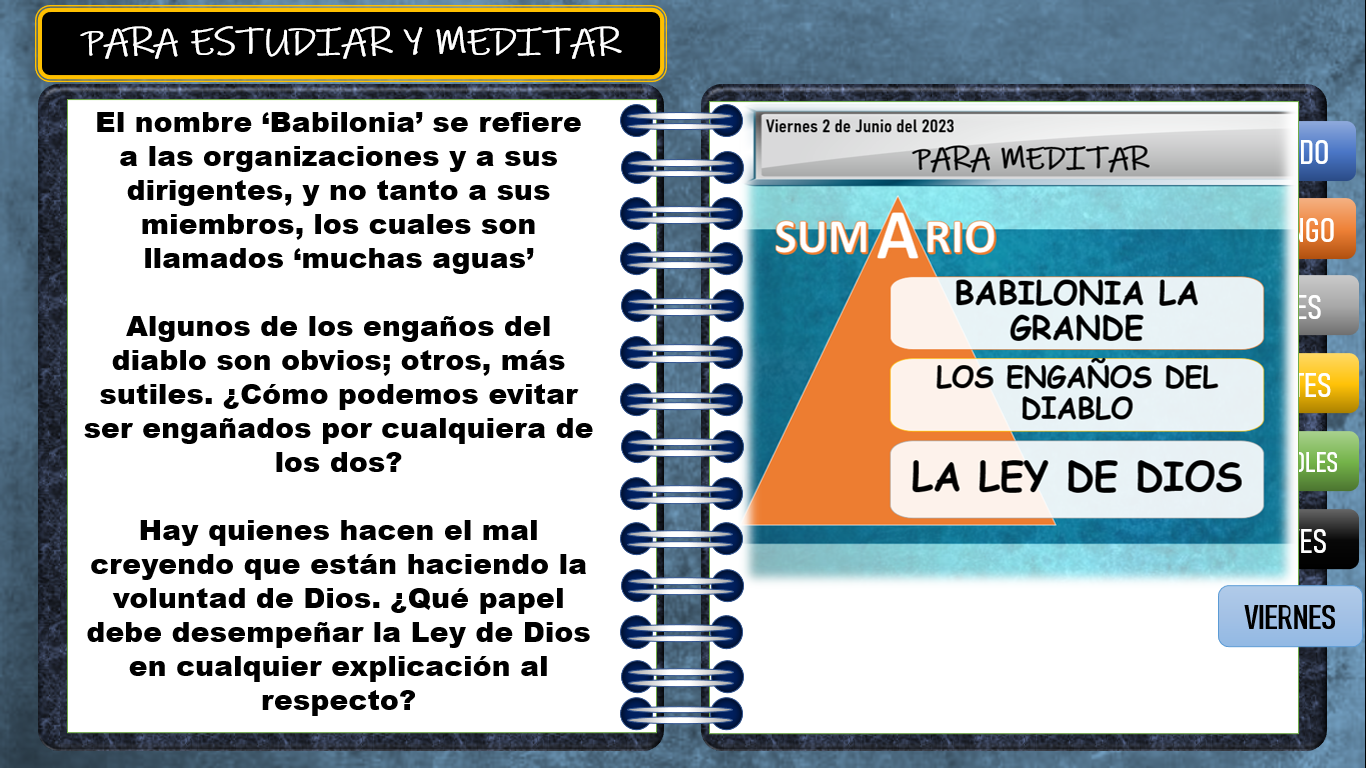 PARA ESTUDIAR Y MEDITAR
El nombre ‘Babilonia’ se refiere
a las organizaciones y a sus
dirigentes, y no tanto a sus
miembros, los cuales son
llamados ‘muchas aguas’
Algunos de los engaños del
diablo son obvios; otros, más
sutiles. ¿Cómo podemos evitar
ser engañados por cualquiera de
los dos?
Hay quienes hacen el mal
creyendo que están haciendo la
voluntad de Dios. ¿Qué papel
debe desempeñar la Ley de Dios
en cualquier explicación al
respecto?
Viernes 2 de Junio del 2023
PARA MEDITAR
SUMARIO
BABILONIA LA
GRANDE
LOS ENGAÑOS DEL
DIABLO
LA LEY DE DIOS
DO
NGO
ES
TES
OLES
ES
VIERNES